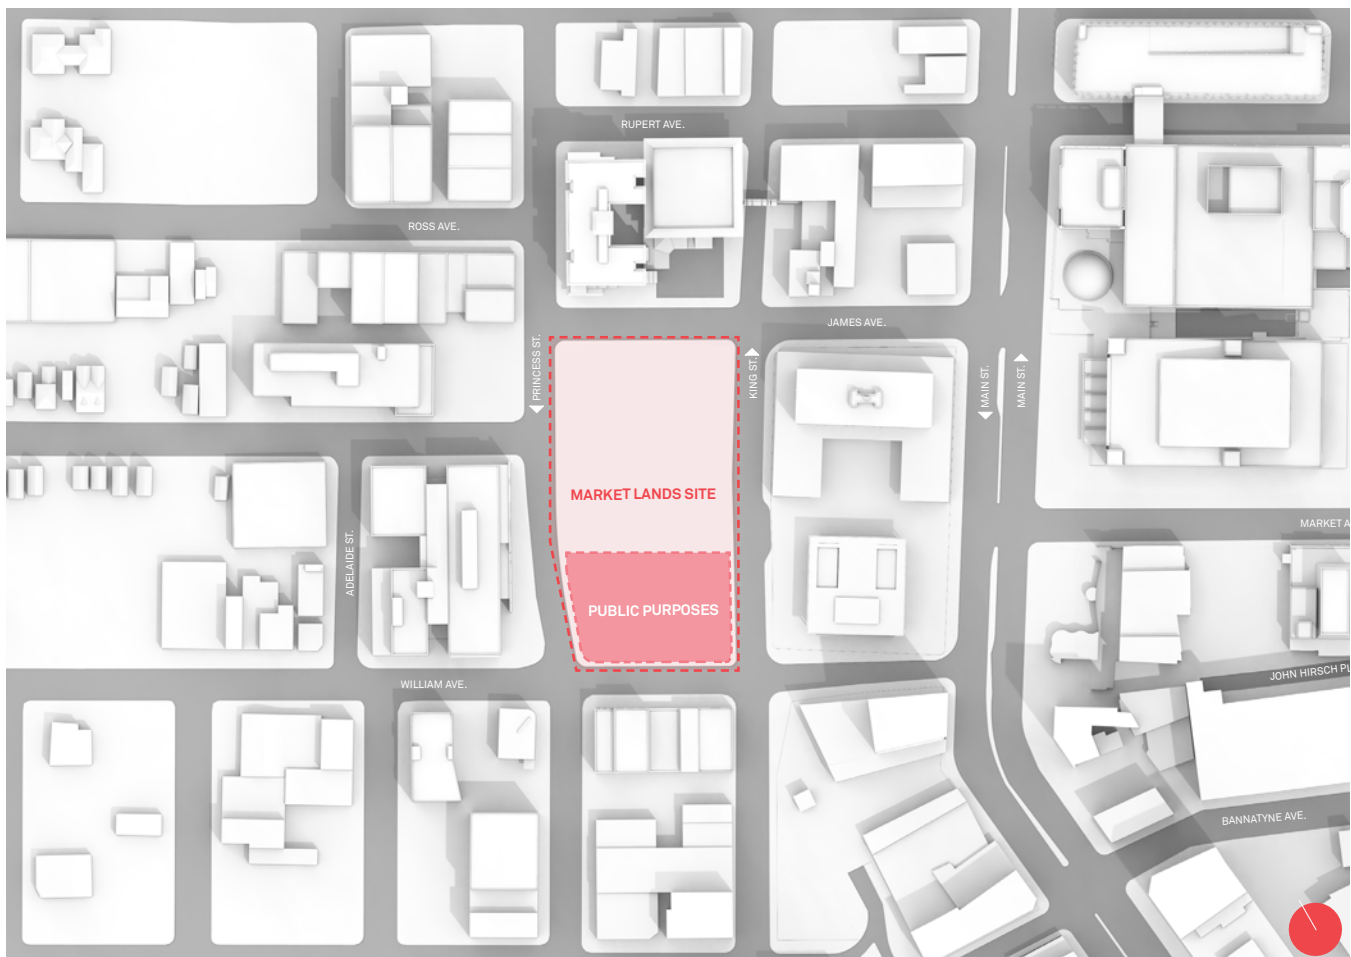 RUPERT AVE.
ROSS AVE.
JAMES AVE.
PRINCESS ST.
KING ST.
MAIN ST.
MAIN ST.
MARKET LANDS SITE
MARKET A
ADELAIDE ST.
PUBLIC PURPOSES
JOHN HIRSCH PL
WILLIAM AVE.
BANNATYNE AVE.